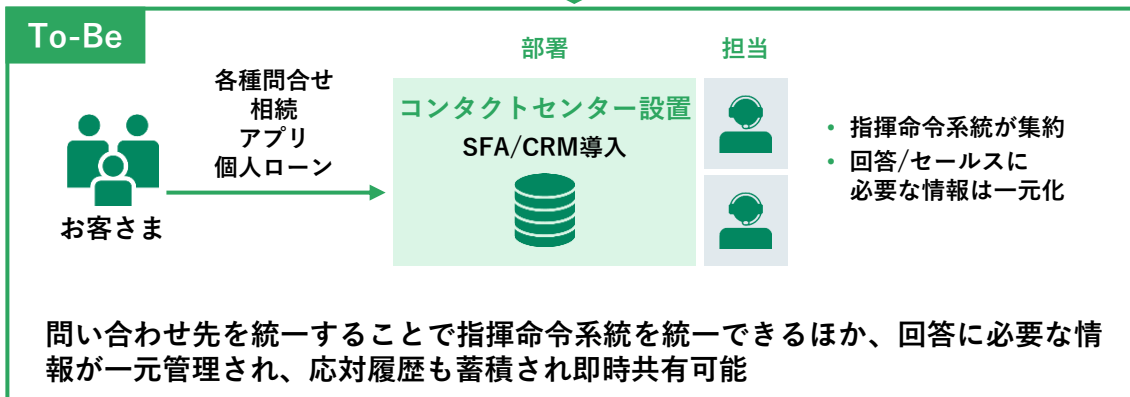 To-Be
部署
担当
各種問合せ
相続
アプリ
個人ローン
お客さま
コンタクトセンター設置
SFA/CRM導入
• 指揮命令系統が集約
• 回答/セールスに
必要な情報は一元化
問い合わせ先を統一することで指揮命令系統を統一できるほか、回答に必要な情
報が一元管理され、応対履歴も蓄積され即時共有可能